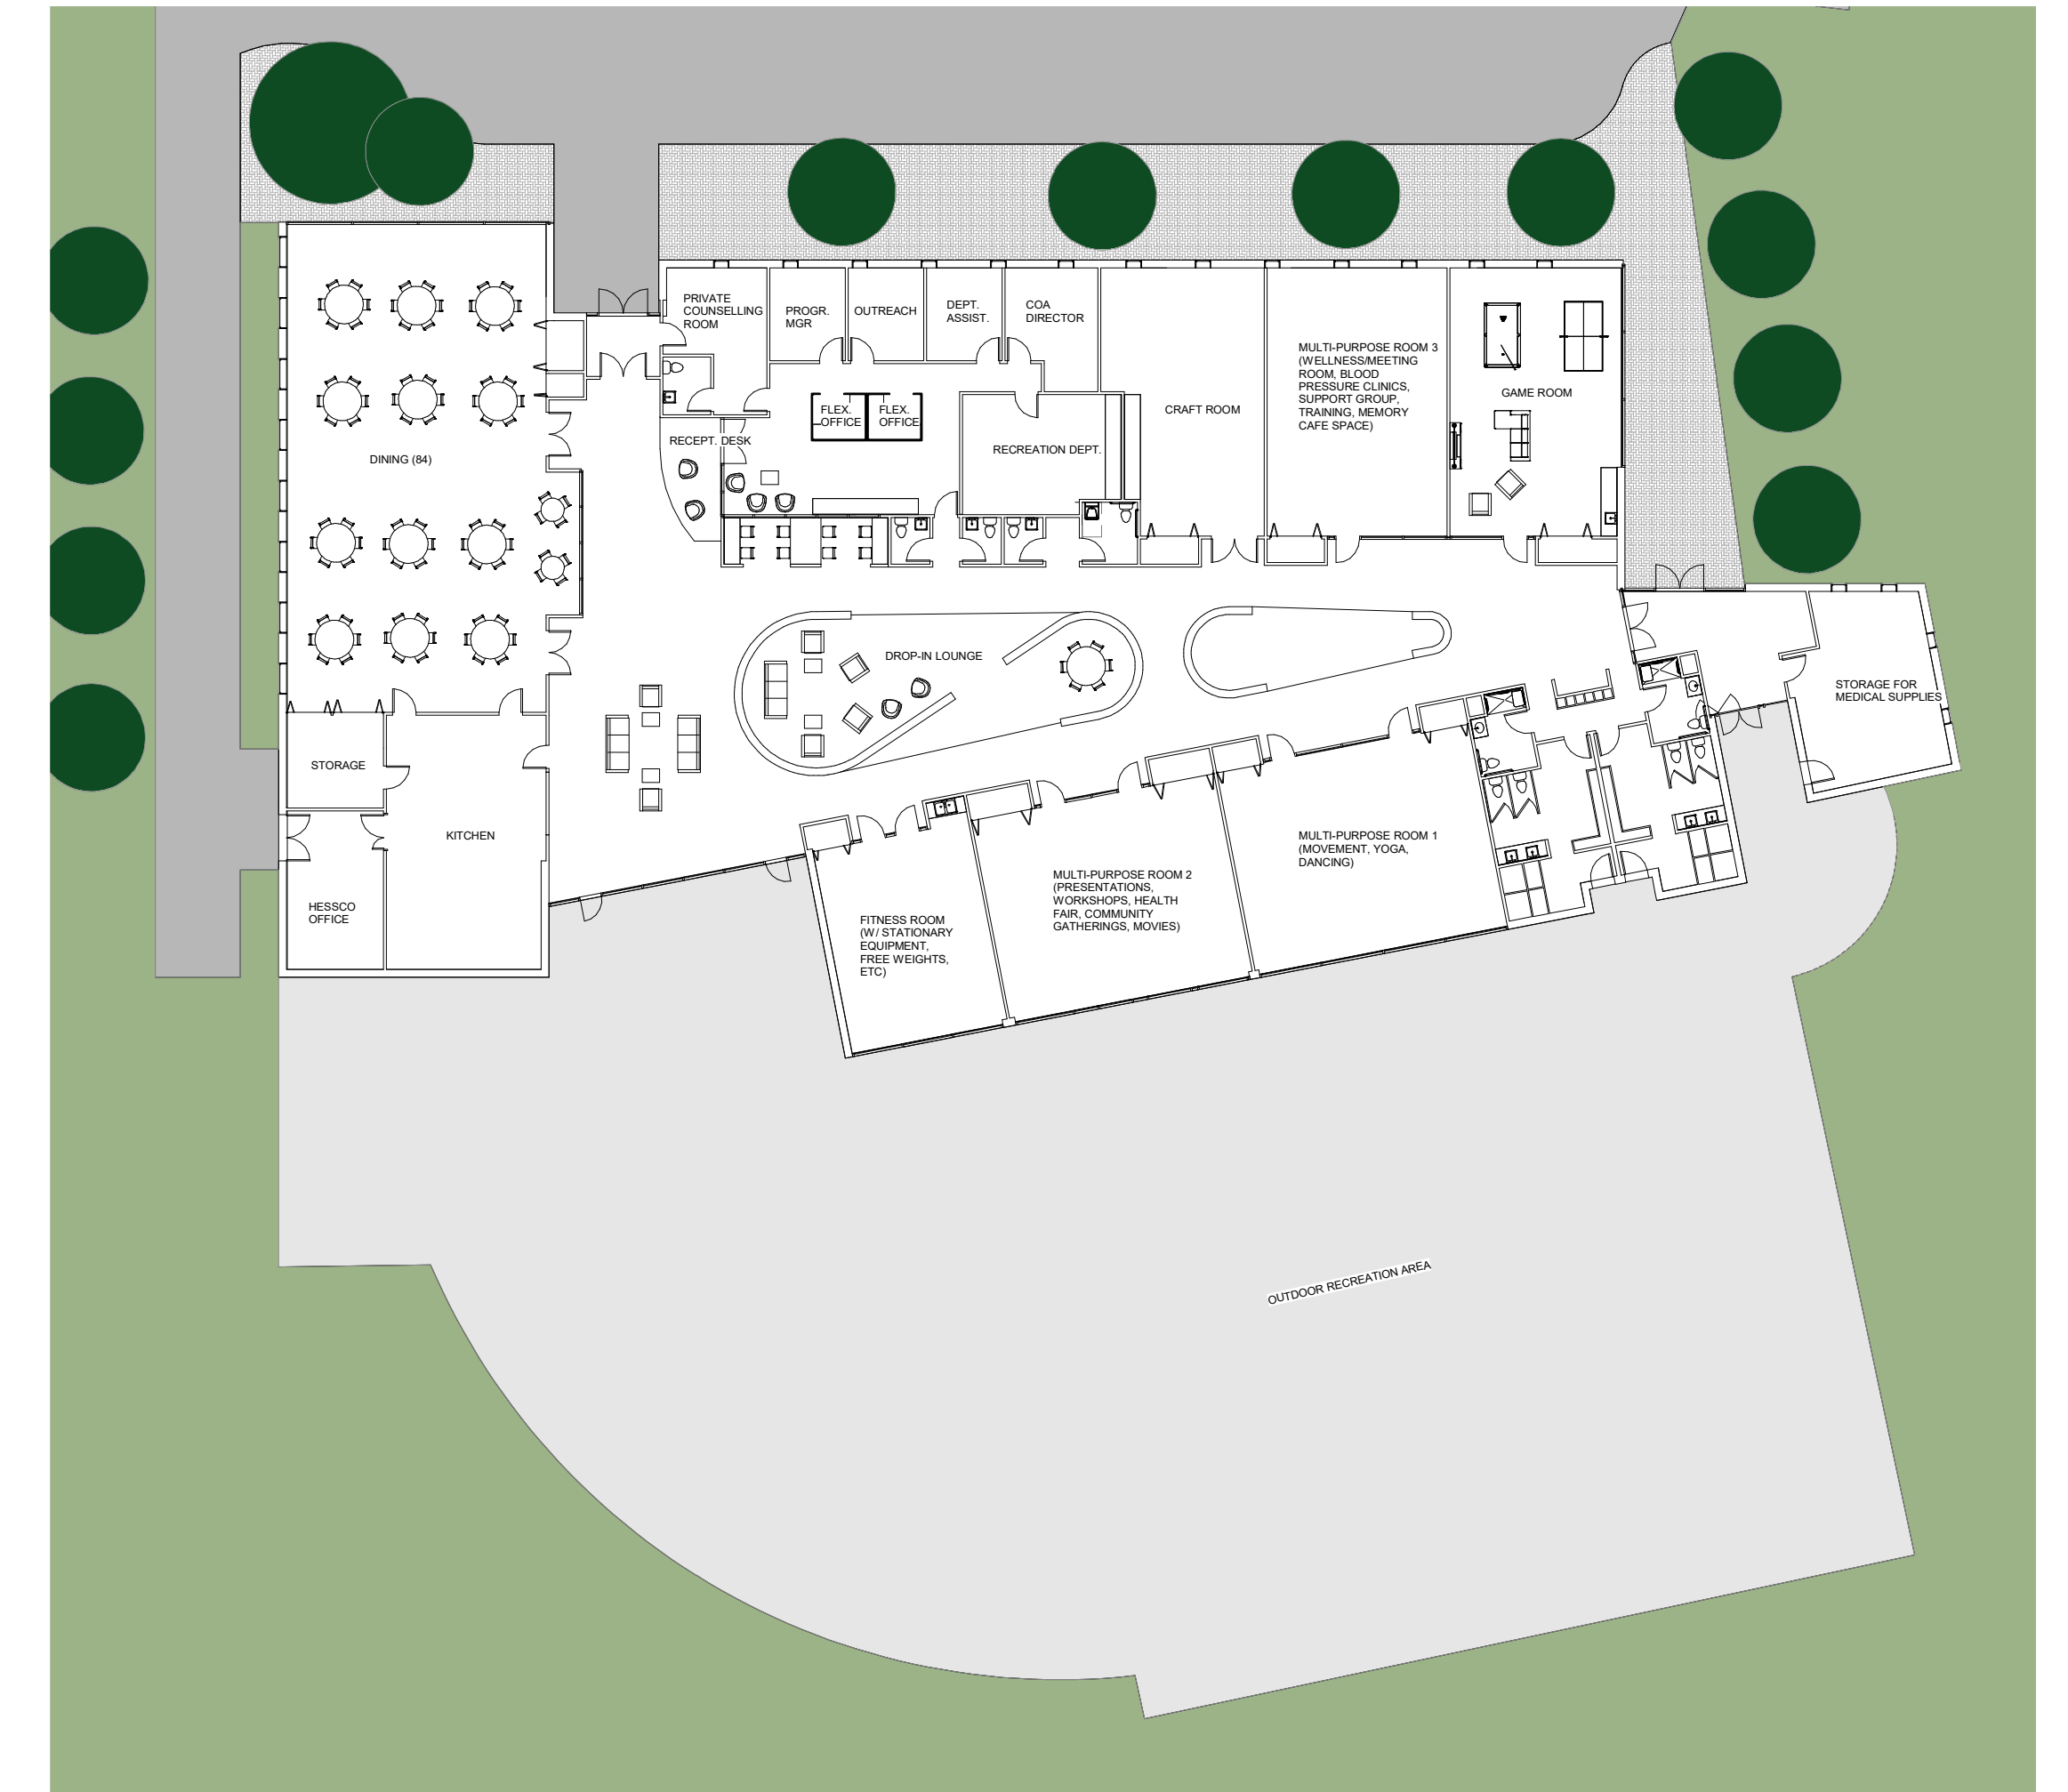 PRIVATE
COUNSELLING
ROOM
PROGR.
MGR
OUTREACH
DEPT.
ASSIST.
COA
DIRECTOR
MULTI-PURPOSE ROOM 3
(WELLNESS/MEETING
ROOM, BLOOD
PRESSURE CLINICS,
SUPPORT GROUP,
TRAINING, MEMORY
CAFE SPACE)
GAME ROOM
CRAFT ROOM
FLEX.
OFFICE
FLEX.
OFFICE
RECEPT. DESK
RECREATION DEPT.
DINING (84)
DROP-IN LOUNGE
STORAGE FOR
MEDICAL SUPPLIES
STORAGE
KITCHEN
MULTI-PURPOSE ROOM 1
(MOVEMENT, YOGA,
DANCING)
MULTI-PURPOSE ROOM 2
(PRESENTATIONS,
WORKSHOPS, HEALTH
FAIR, COMMUNITY
GATHERINGS, MOVIES)
HESSCO
OFFICE
FITNESS ROOM
(W/ STATIONARY
EQUIPMENT,
FREE WEIGHTS,
ETC)
OUTDOOR RECREATION AREA